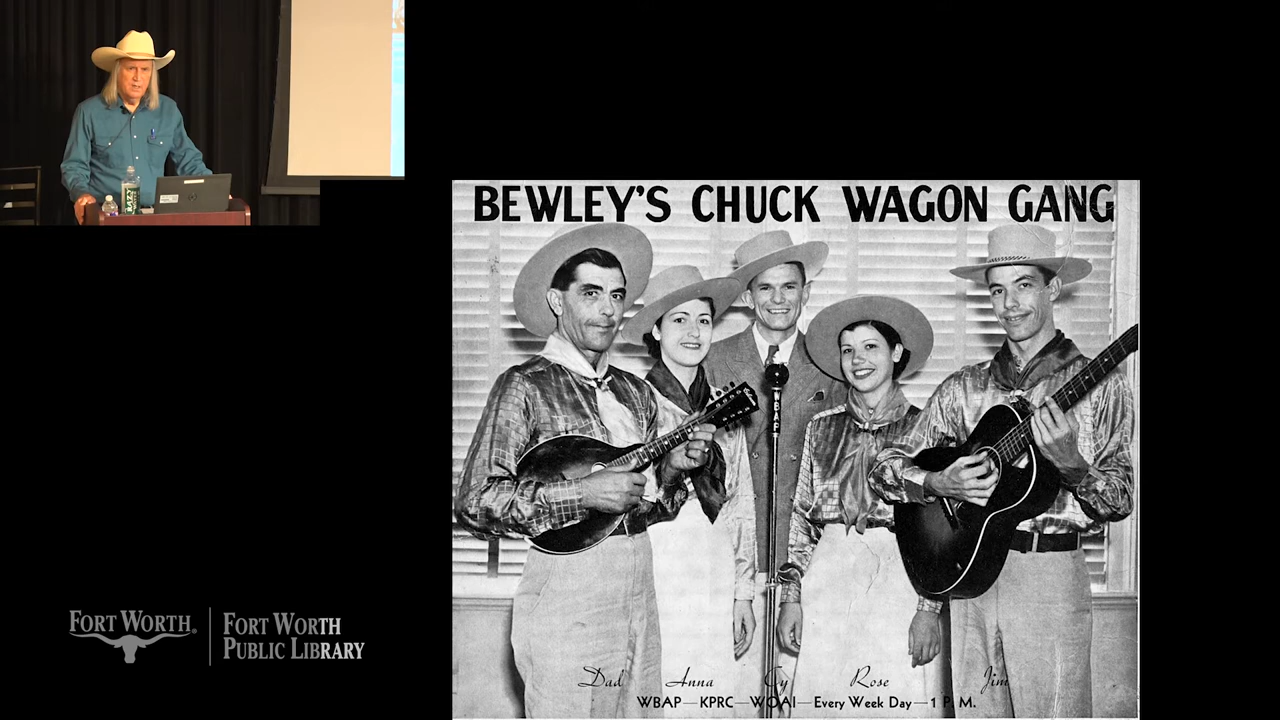 BEWLEY'S CHUCK WAGON GANG
WBAP
Dad Anna Cy Rose Jim
WBAP—KPRC—WOAI—Every Week Day—1 P. M.
FORT WORTH
FORT WORTH
PUBLIC LIBRARY